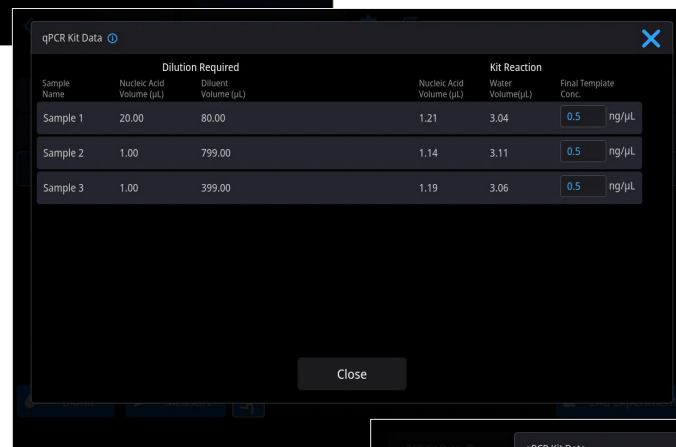 qPCR Kit Data
Dilution Required Kit Reaction
Sample Name Nucleic Acid Volume (µL) Diluent Volume (µL) Nucleic Acid Volume (µL) Water Volume(µL) Final Template Conc.
Sample 1 20.00 80.00 1.21 3.04 0.5 ng/µL
Sample 2 1.00 799.00 1.14 3.11 0.5 ng/µL
Sample 3 1.00 399.00 1.19 3.06 0.5 ng/µL
Close